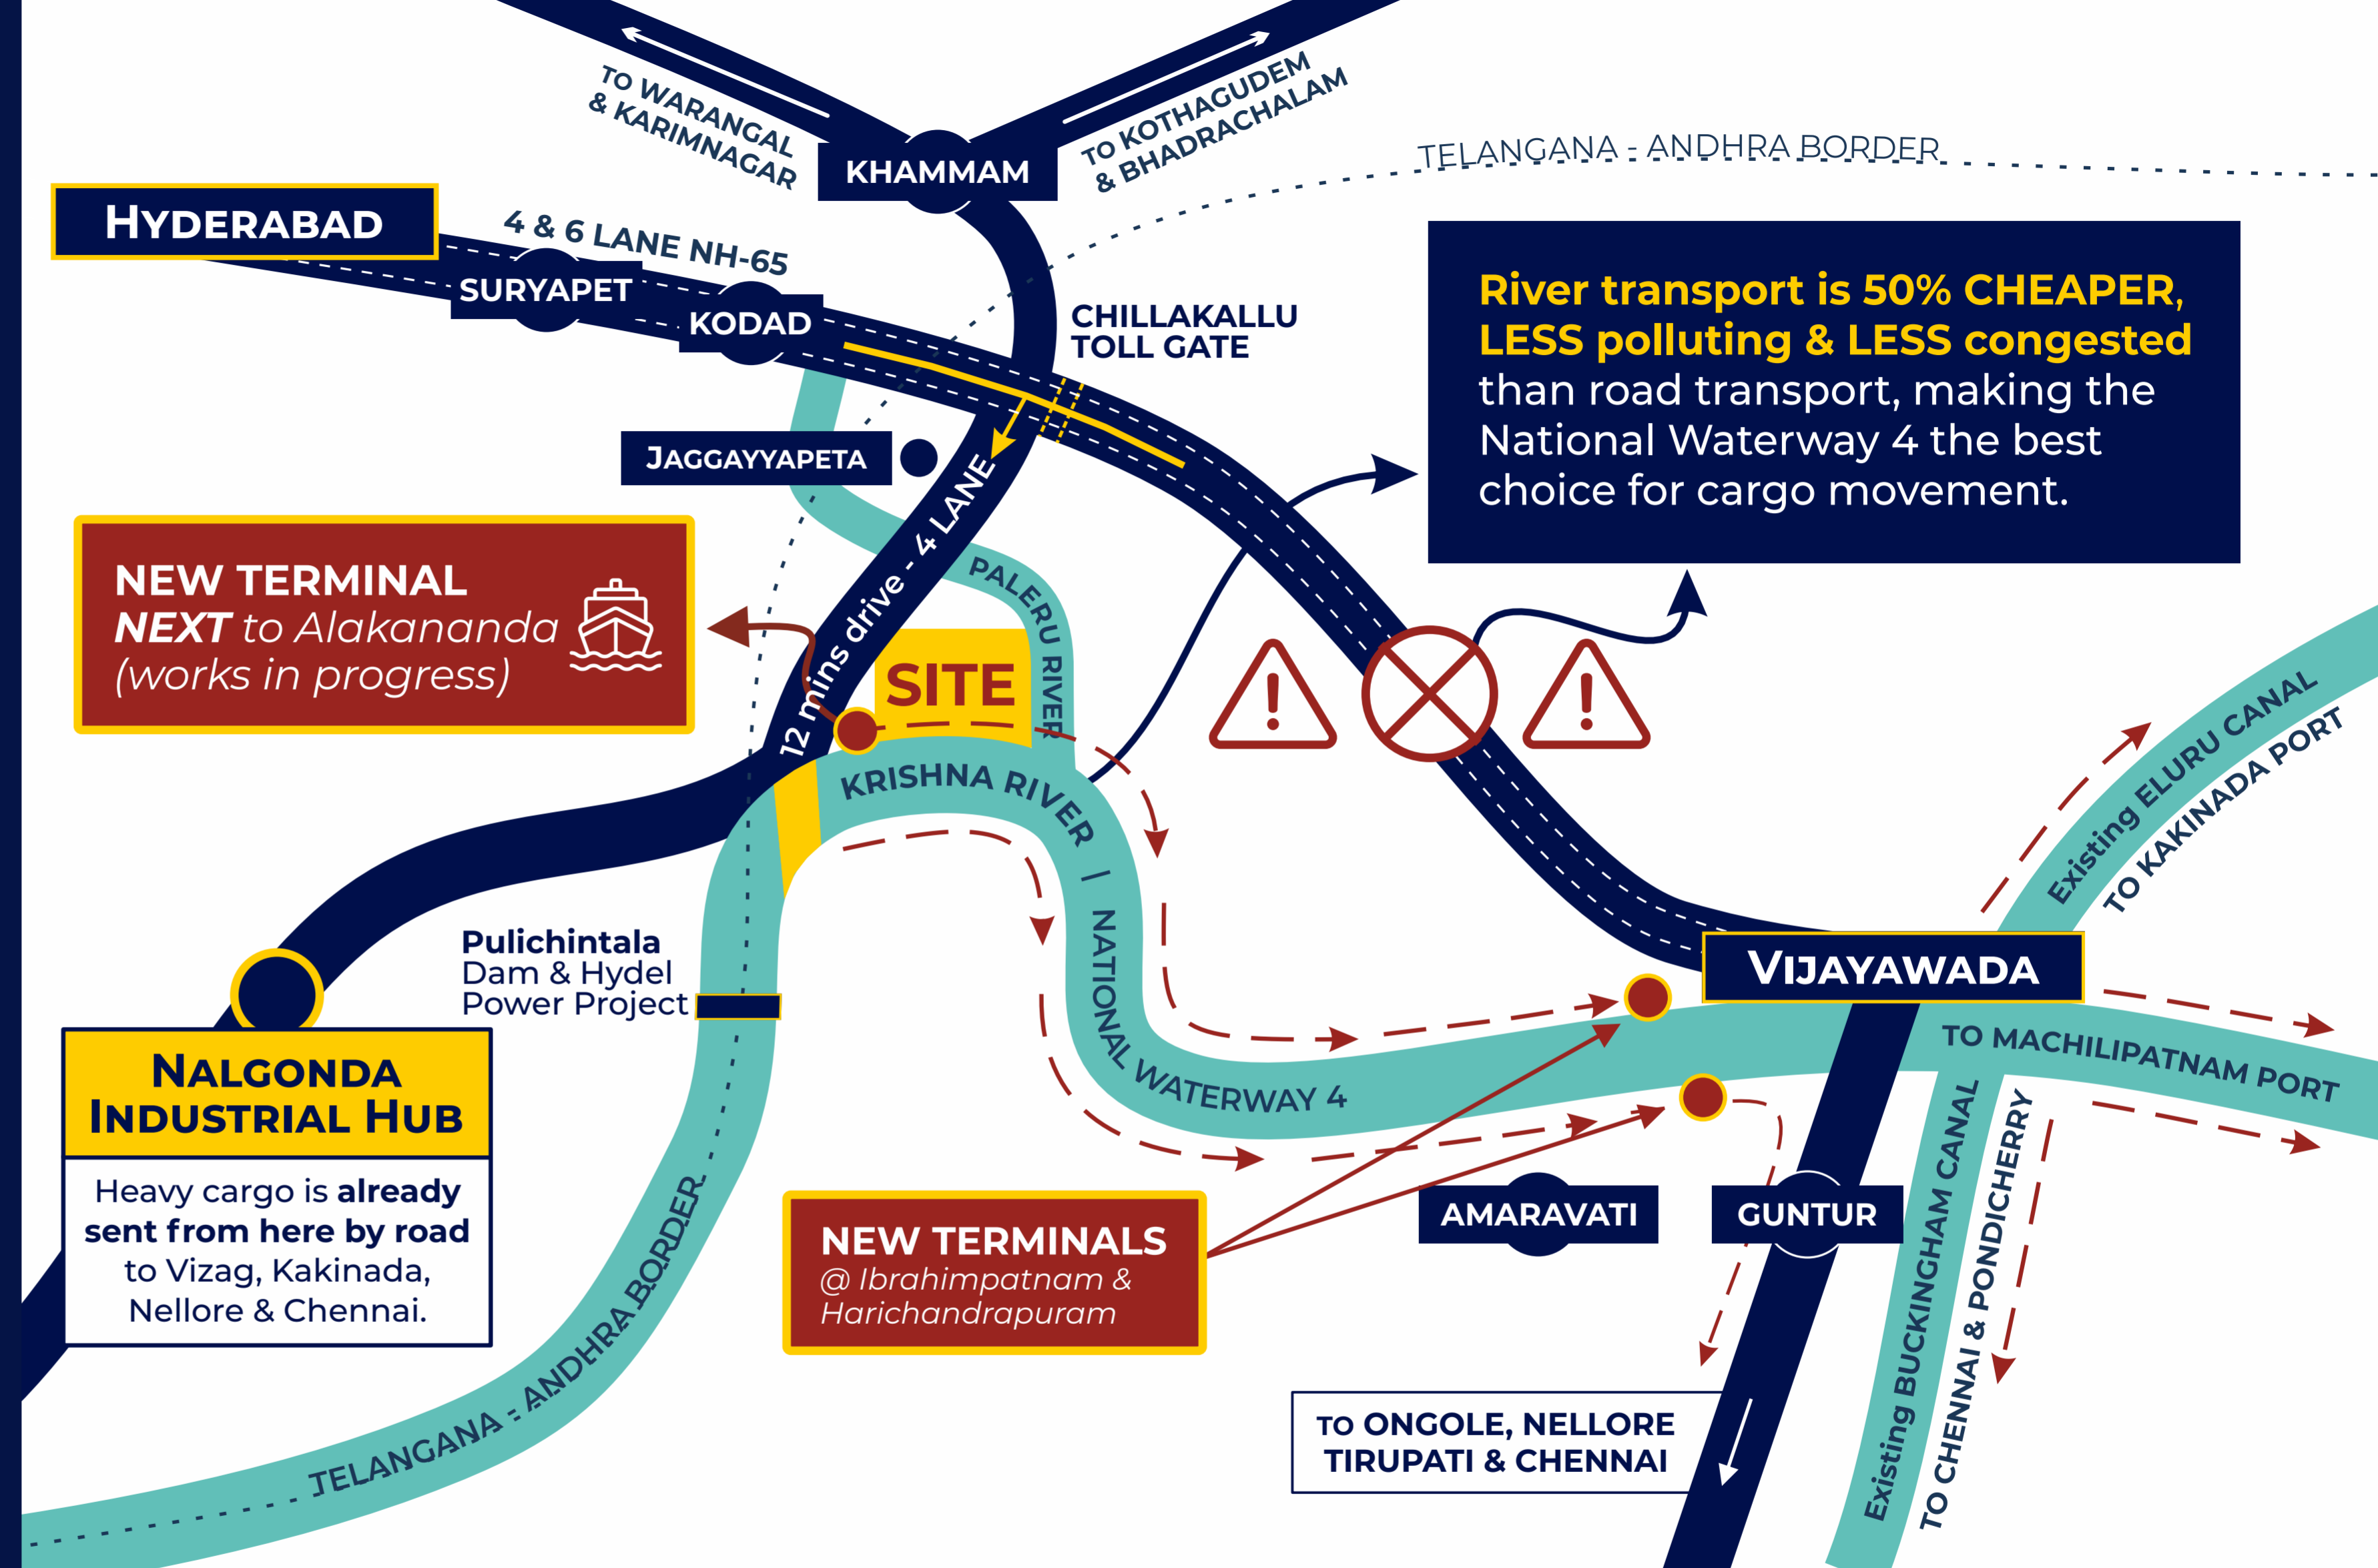 TO WARANGAL
& KARIMNAGAR
TO KOTHAGUDEM
& BHADRACHALAM
KHAMMAM
TELANGANA - ANDHRA BORDER
HYDERABAD
4 & 6 LANE NH-65
SURYAPET
KODAD
CHILLAKALLU
TOLL GATE
River transport is 50% CHEAPER,
LESS polluting & LESS congested
than road transport, making the
National Waterway 4 the best
choice for cargo movement.
JAGGAYYAPETA
12 mins drive - 4 LANE
PALERU RIVER
NEW TERMINAL
NEXT to Alakananda
(works in progress)
SITE
KRISHNA RIVER | NATIONAL WATERWAY 4
Existing ELURU CANAL
TO KAKINADA PORT
Pulichintala
Dam & Hydel
Power Project
VIJAYAWADA
TO MACHILIPATNAM PORT
NALGONDA
INDUSTRIAL HUB
Heavy cargo is already
sent from here by road
to Vizag, Kakinada,
Nellore & Chennai.
TELANGANA - ANDHRA BORDER
NEW TERMINALS
@ Ibrahimpatnam &
Harichandrapuram
AMARAVATI
GUNTUR
Existing BUCKINGHAM CANAL
TO CHENNAI & PONDICHERRY
TO ONGOLE, NELLORE
TIRUPATI & CHENNAI